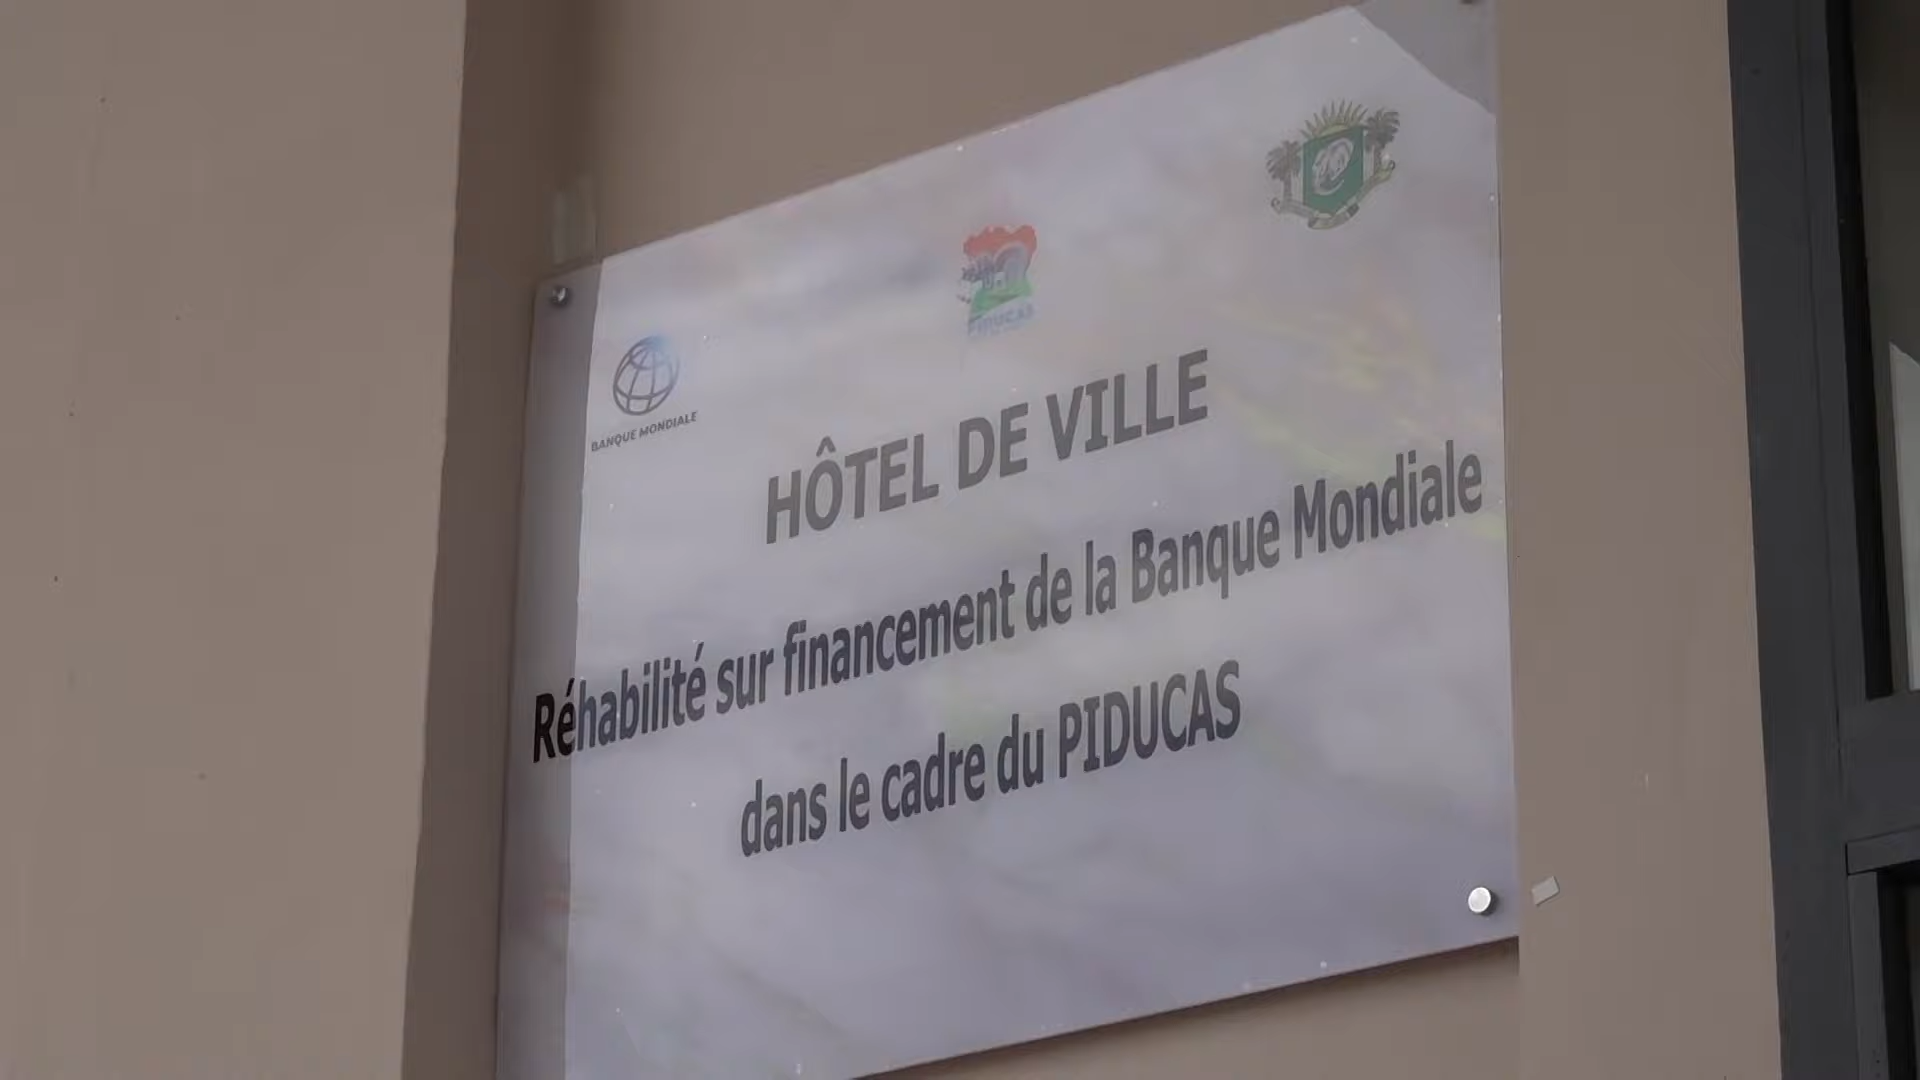 BANQUE MONDIALE
PIDUCAS
HÔTEL DE VILLE
Réhabilité sur financement de la Banque Mondiale
dans le cadre du PIDUCAS